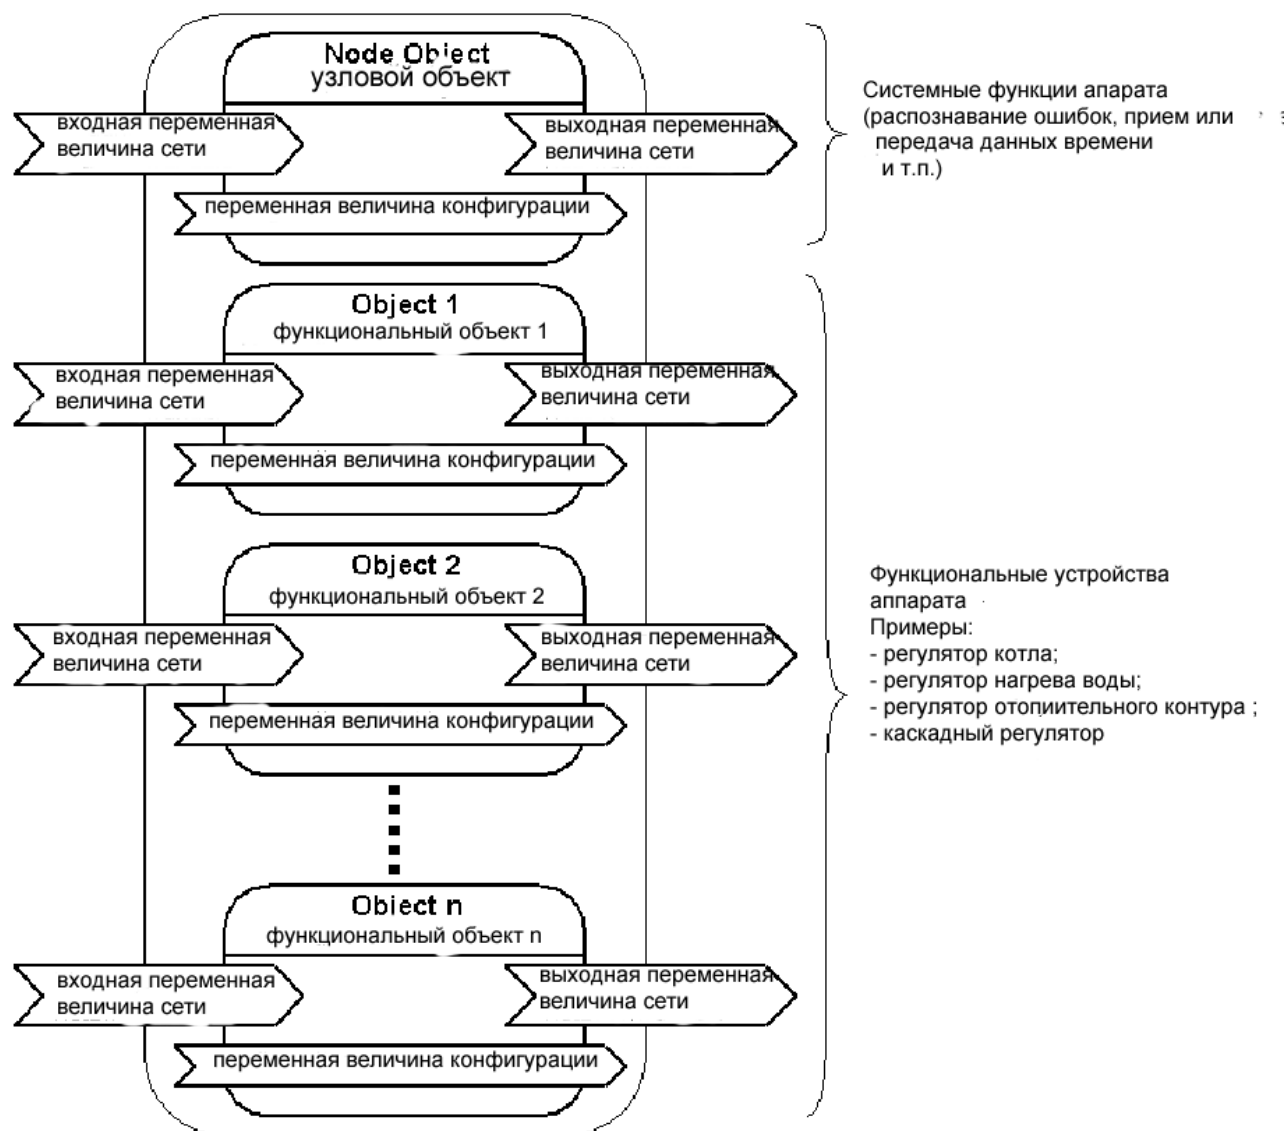 Node Object
узловой объект
входная переменная
величина сети
выходная переменная
величина сети
переменная величина конфигурации
Системные функции апарата
(распознавание ошибок, прием или
передача данных времени
и т.п.)
Object 1
функциональный объект 1
входная переменная
величина сети
выходная переменная
величина сети
переменная величина конфигурации
Object 2
функциональный объект 2
входная переменная
величина сети
выходная переменная
величина сети
переменная величина конфигурации
Функциональные устройства
аппарата
Примеры:
- регулятор котла;
- регулятор нагрева воды;
- регулятор отопиительного контура ;
- каскадный регулятор
Object n
функциональный объект n
входная переменная
величина сети
выходная переменная
величина сети
переменная величина конфигурации